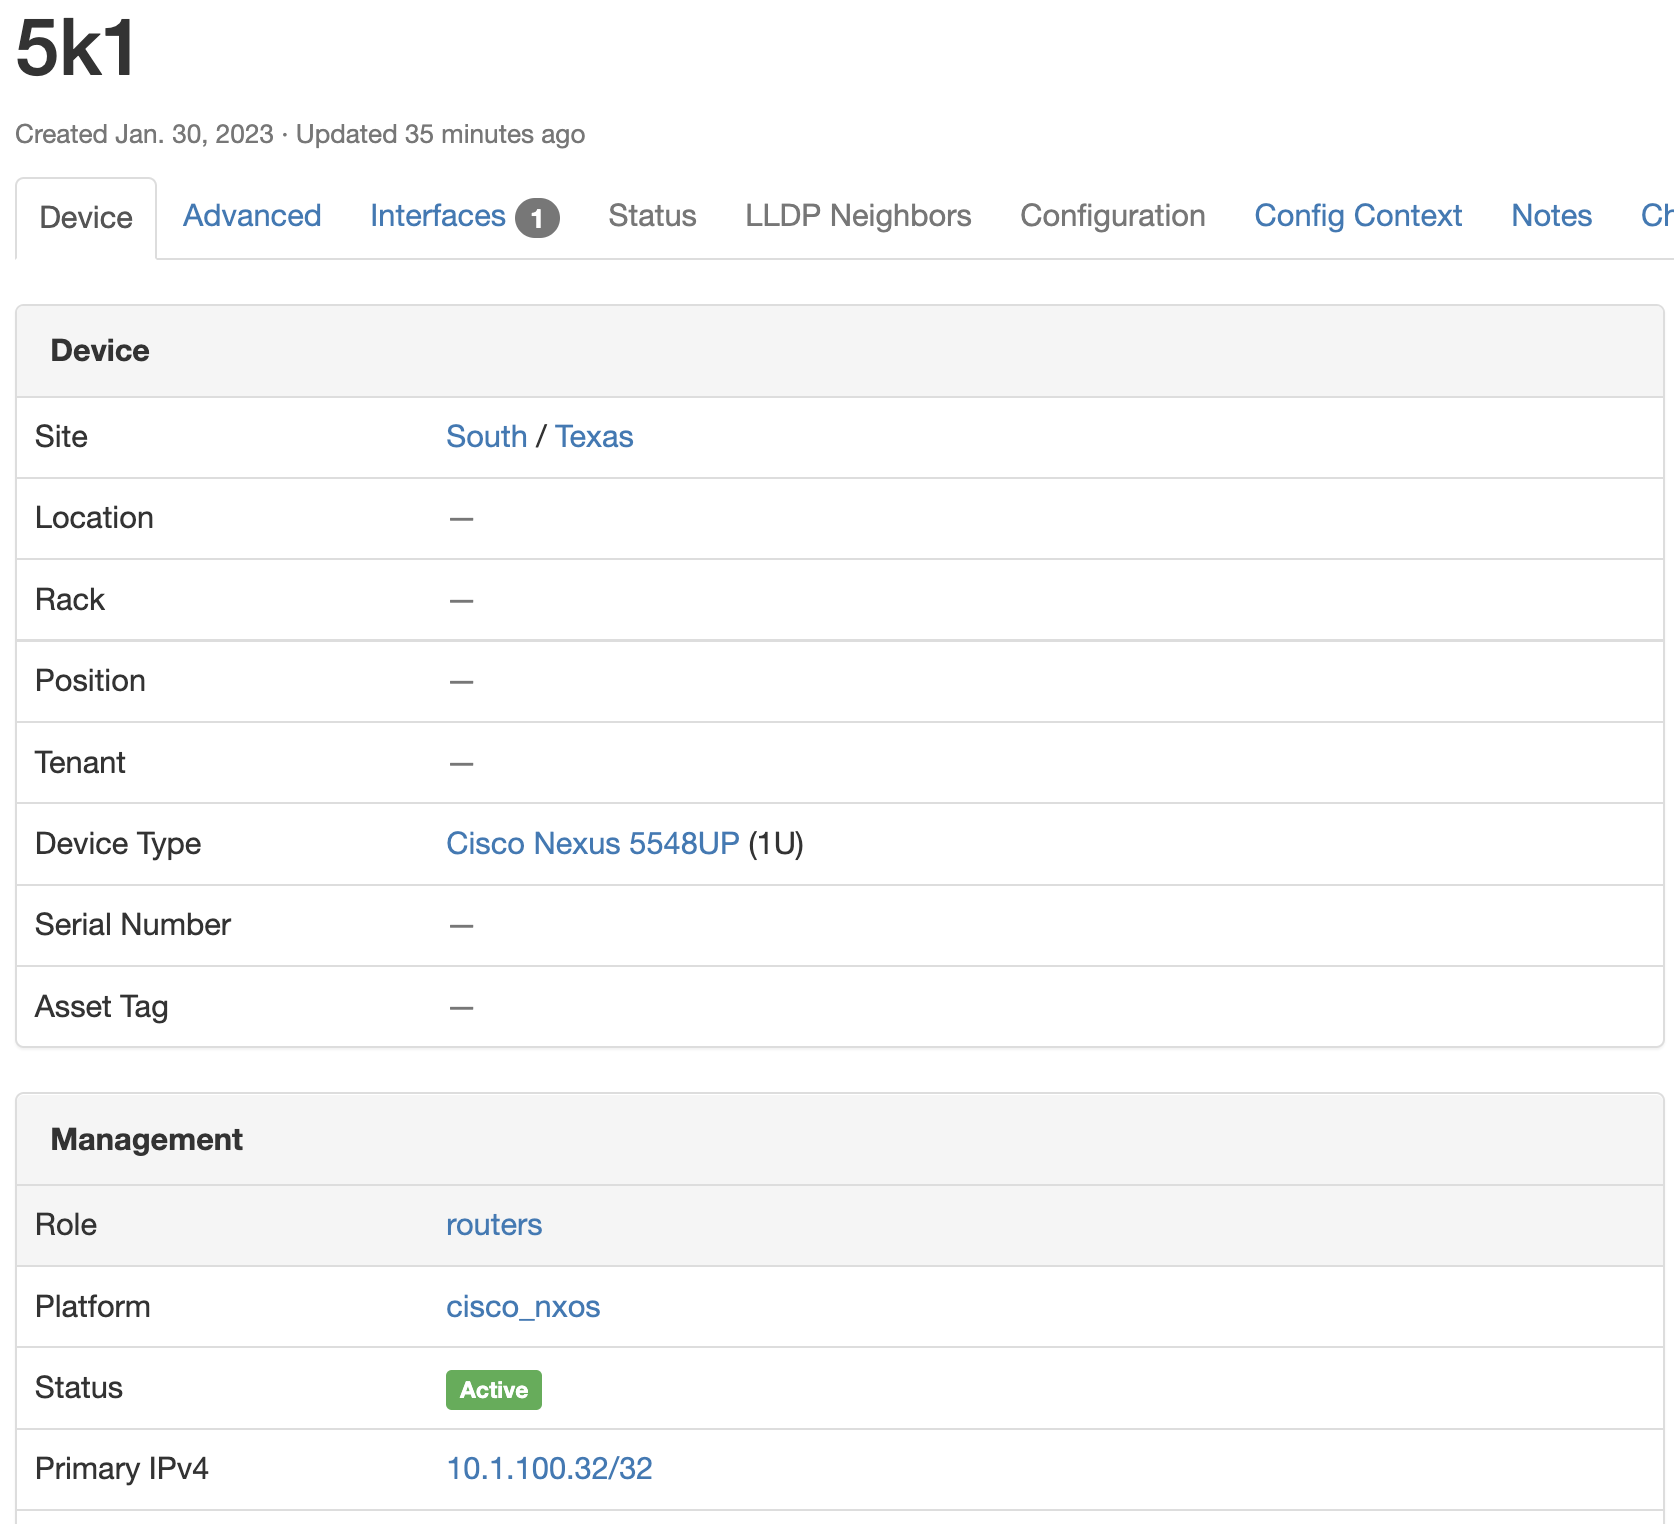 5k1
Created Jan. 30, 2023 · Updated 35 minutes ago
Device Advanced Interfaces 1 Status LLDP Neighbors Configuration Config Context Notes Ch
Device
Site South / Texas
Location —
Rack —
Position —
Tenant —
Device Type Cisco Nexus 5548UP (1U)
Serial Number —
Asset Tag —
Management
Role routers
Platform cisco_nxos
Status Active
Primary IPv4 10.1.100.32/32